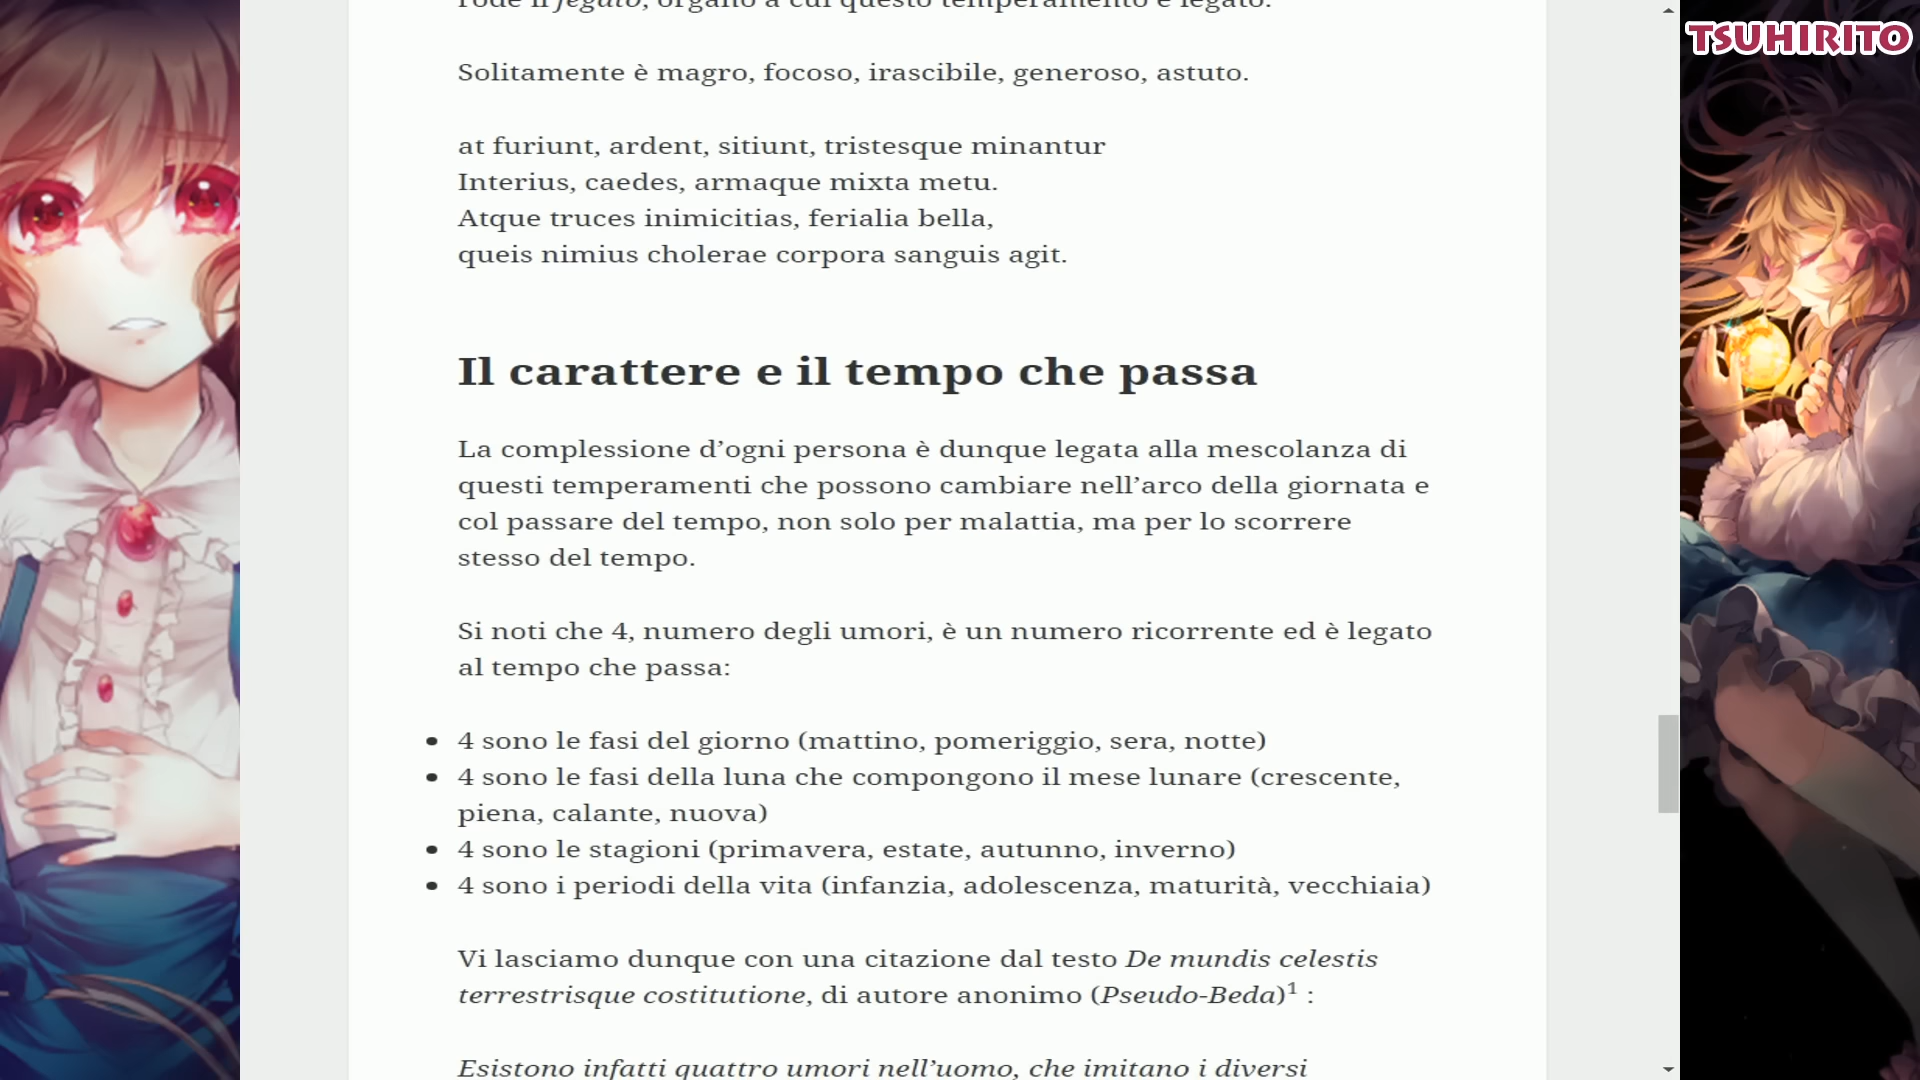 rode il fegato, organo a cui questo temperamento è legato.
Solitamente è magro, focoso, irascibile, generoso, astuto.
at furiunt, ardent, sitiunt, tristesque minantur
Interius, caedes, armaque mixta metu.
Atque truces inimicitias, ferialia bella,
queis nimius cholerae corpora sanguis agit.
Il carattere e il tempo che passa
La complessione d’ogni persona è dunque legata alla mescolanza di
questi temperamenti che possono cambiare nell’arco della giornata e
col passare del tempo, non solo per malattia, ma per lo scorrere
stesso del tempo.
Si noti che 4, numero degli umori, è un numero ricorrente ed è legato
al tempo che passa:
• 4 sono le fasi del giorno (mattino, pomeriggio, sera, notte)
• 4 sono le fasi della luna che compongono il mese lunare (crescente,
piena, calante, nuova)
• 4 sono le stagioni (primavera, estate, autunno, inverno)
• 4 sono i periodi della vita (infanzia, adolescenza, maturità, vecchiaia)
Vi lasciamo dunque con una citazione dal testo De mundis celestis
terrestrisque costitutione, di autore anonimo (Pseudo-Beda)¹ :
Esistono infatti quattro umori nell’uomo, che imitano i diversi
TSUHIRITO